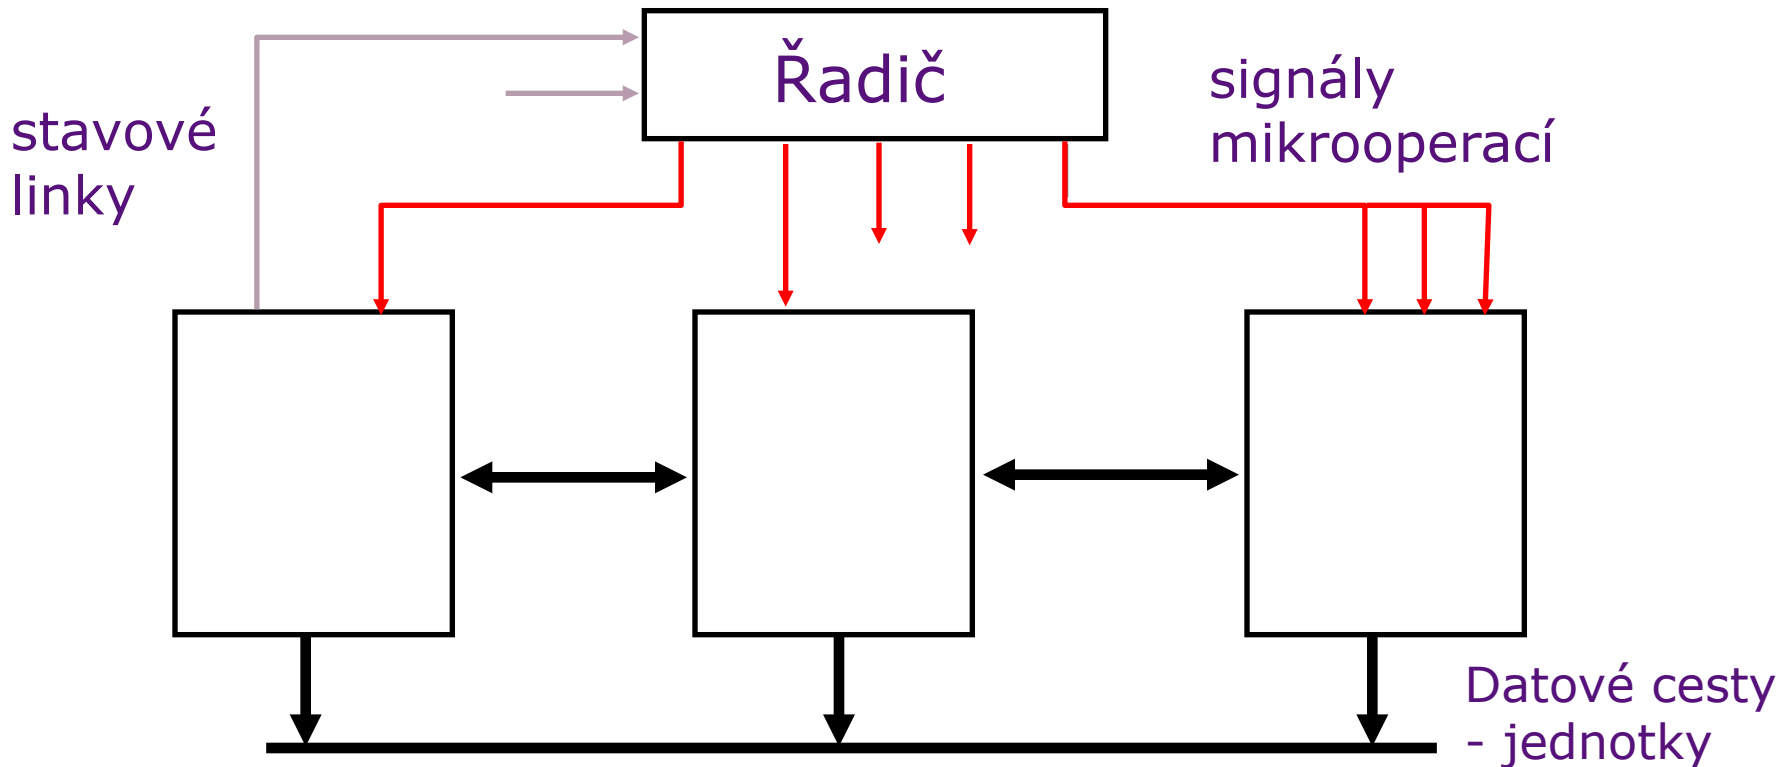 Řadič
signály
mikrooperací
stavové
linky
Datové cesty
- jednotky